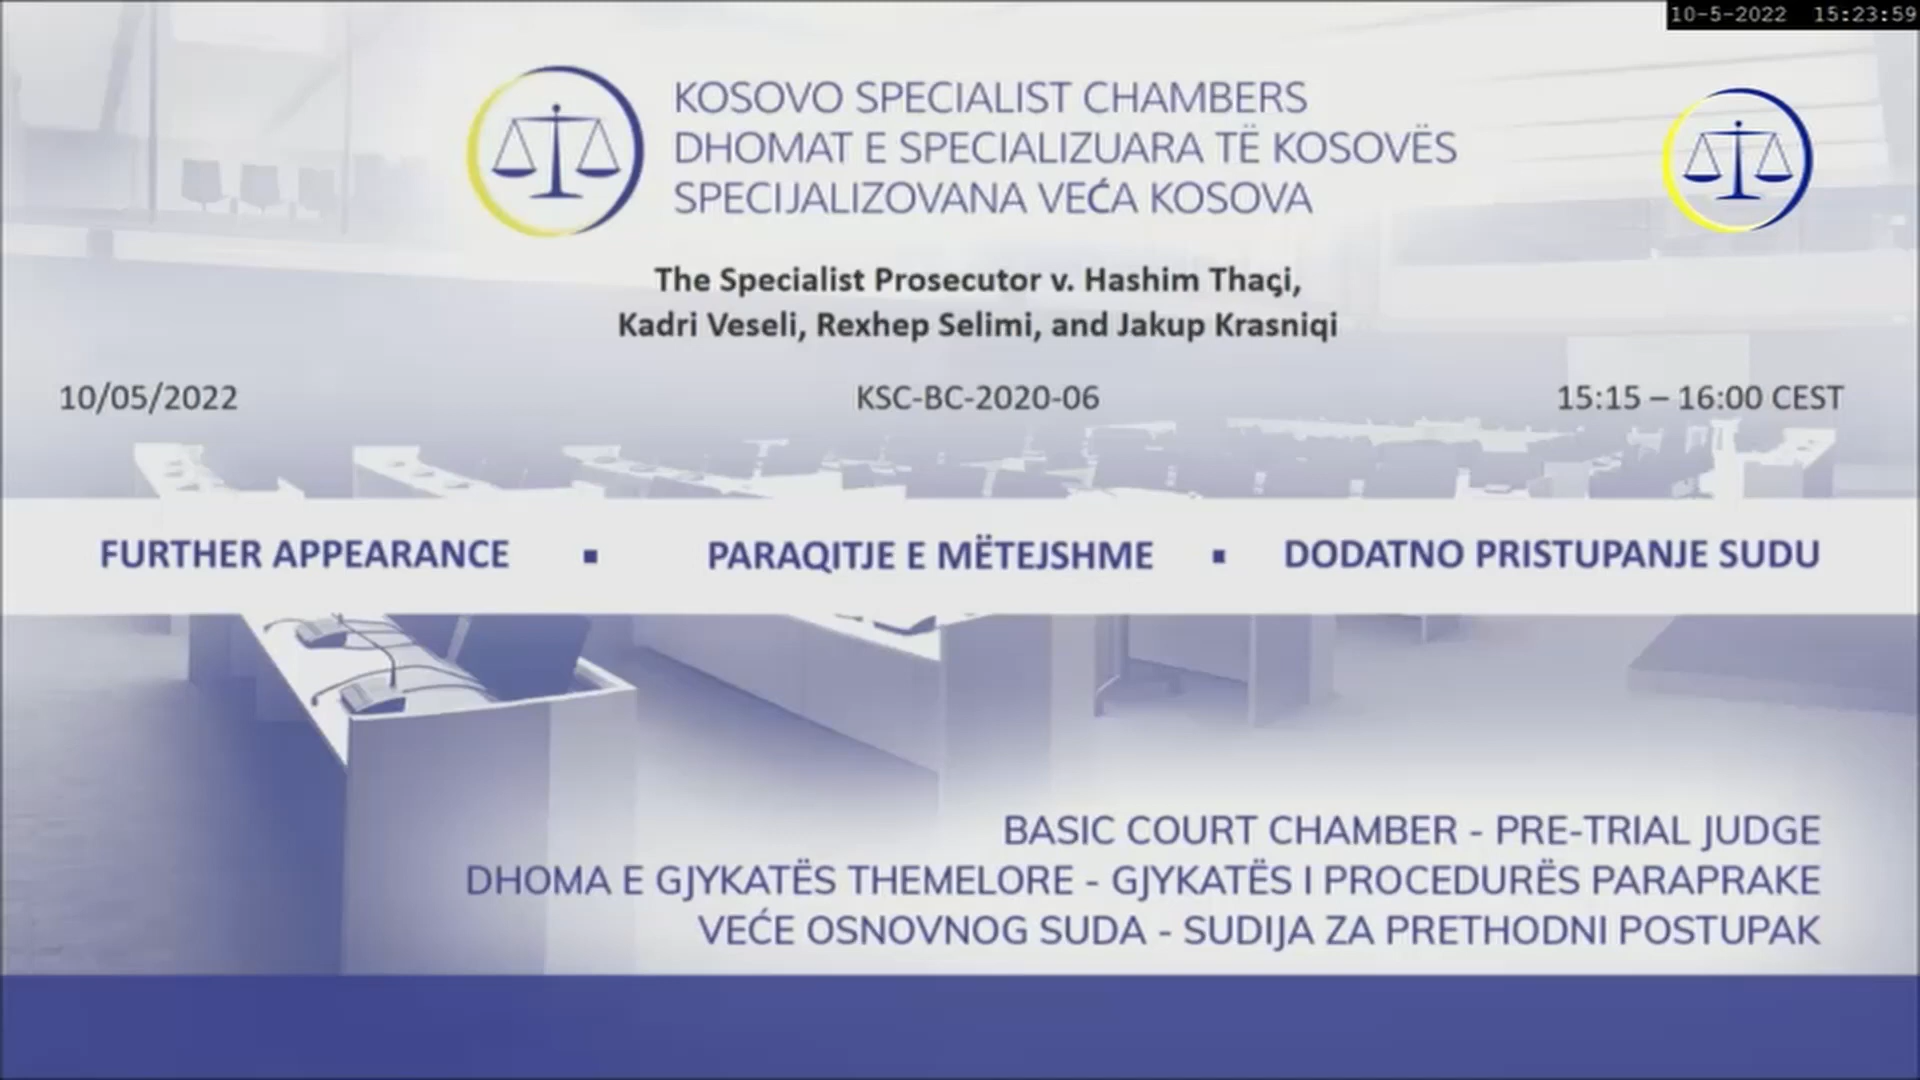 10-5-2022 15:23:59
KOSOVO SPECIALIST CHAMBERS
DHOMAT E SPECIALIZUARA TË KOSOVËS
SPECIJALIZOVANA VEĆA KOSOVA
The Specialist Prosecutor v. Hashim Thaçi,
Kadri Veseli, Rexhep Selimi, and Jakup Krasniqi
10/05/2022 KSC-BC-2020-06 15:15 – 16:00 CEST
FURTHER APPEARANCE ▪ PARAQITJE E MËTEJSHME ▪ DODATNO PRISTUPANJE SUDU
BASIC COURT CHAMBER - PRE-TRIAL JUDGE
DHOMA E GJYKATËS THEMELORE - GJYKATËS I PROCEDURËS PARAPRAKE
VEĆE OSNOVNOG SUDA - SUDIJA ZA PRETHODNI POSTUPAK